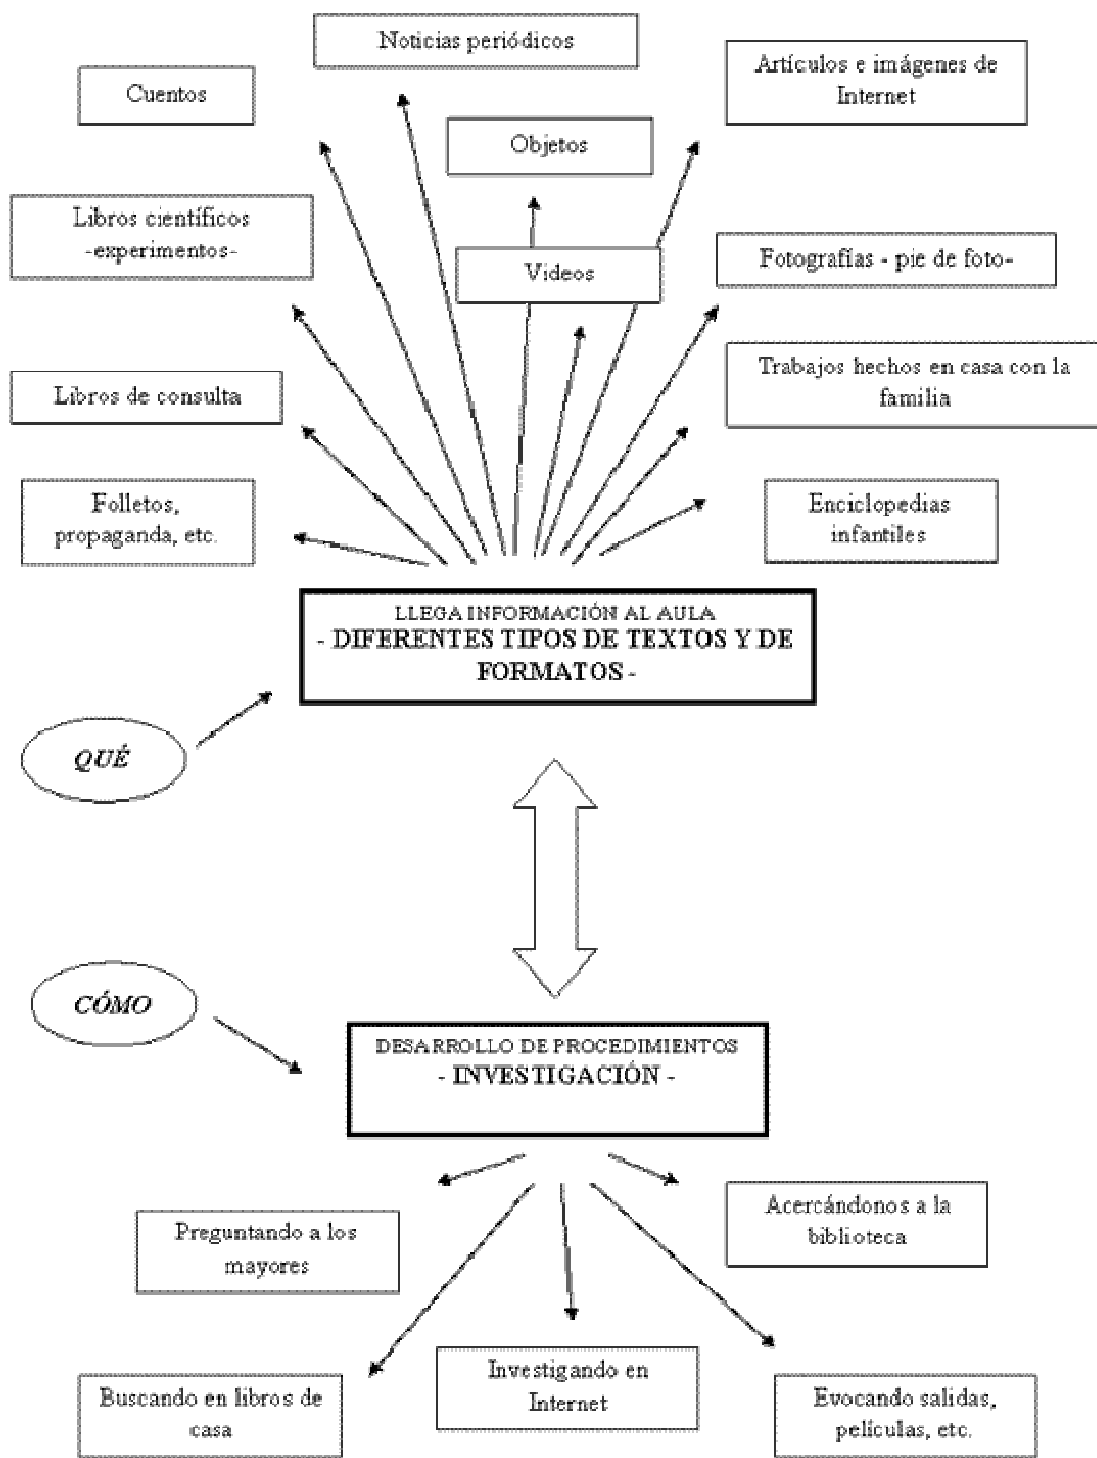 Noticias periódicos
Artículos e imágenes de
Internet
Cuentos
Objetos
Libros científicos
-experimentos-
Vídeos
Fotografías - pie de foto-
Trabajos hechos en casa con la
familia
Libros de consulta
Folletos,
propaganda, etc.
Enciclopedias
infantiles
LLEGA INFORMACIÓN AL AULA
- DIFERENTES TIPOS DE TEXTOS Y DE
FORMATOS -
QUÉ
CÓMO
DESARROLLO DE PROCEDIMIENTOS
- INVESTIGACIÓN -
Preguntando a los
mayores
Acercándonos a la
biblioteca
Buscando en libros de
casa
Investigando en
Internet
Evocando salidas,
películas, etc.